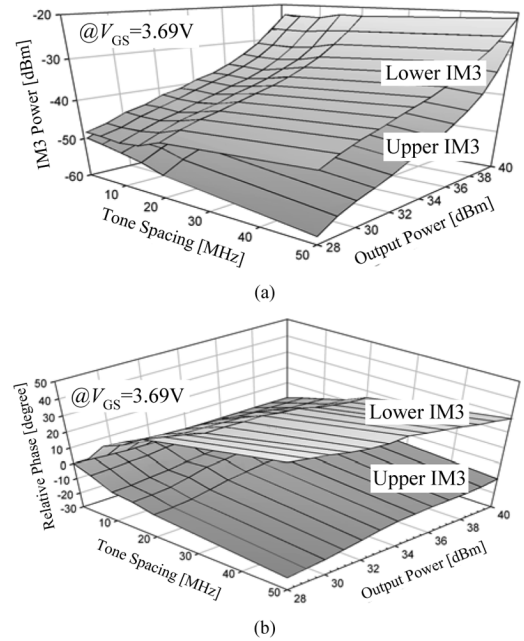 -20
@VGS=3.69V
-30
IM3 Power [dBm]
-40
Lower IM3
-50
Upper IM3
-60
40
38
10
36
34
20
32
30
30
Tone Spacing [MHz]
40
Output Power [dBm]
50
28
(a)
50
@VGS=3.69V
40
30
Relative Phase [degree]
20
Lower IM3
10
0
-10
Upper IM3
-20
-30
40
38
10
36
20
34
32
30
30
Tone Spacing [MHz]
40
Output Power [dBm]
50
28
(b)